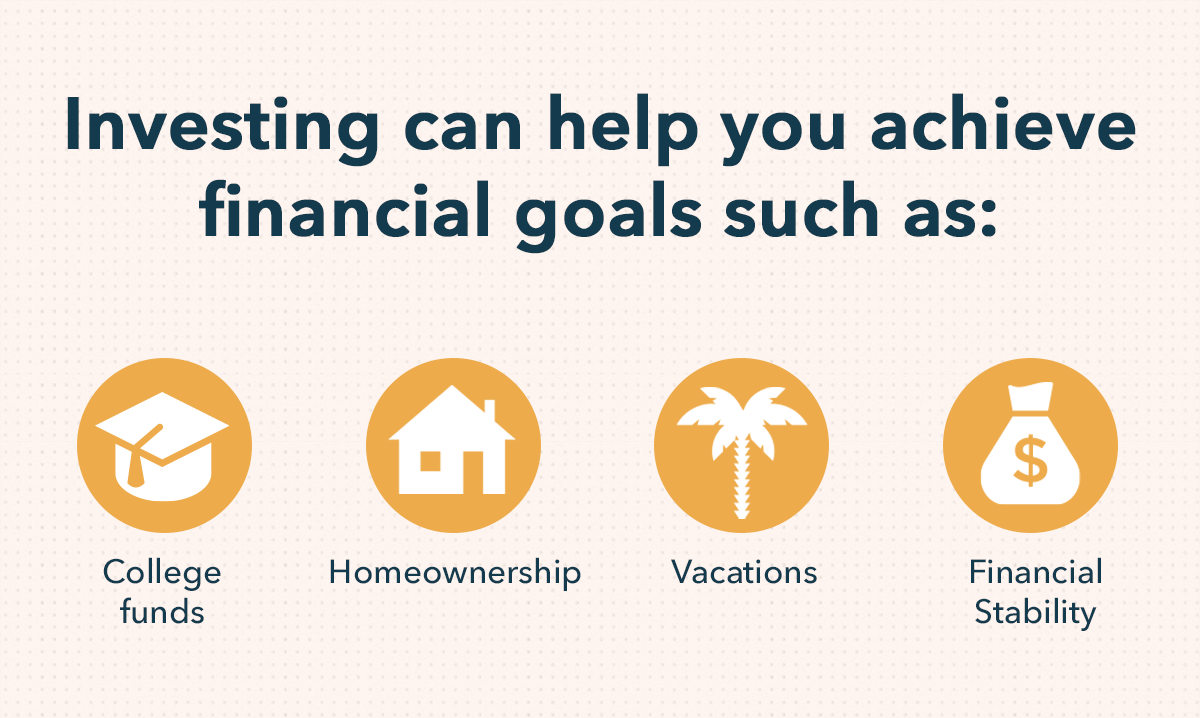 Investing can help you achieve
financial goals such as:
College
funds
Homeownership
Vacations
$
Financial
Stability